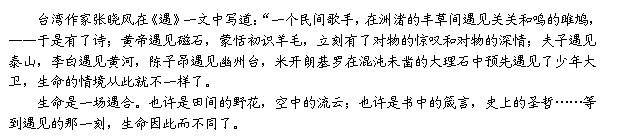 台湾作家张晓风在《遇》一文中写道：“一个民间歌手，在洲渚的丰草间遇见关关和鸣的雎鸠，
——于是有了诗；黄帝遇见磁石，蒙恬初识羊毛，立刻有了对物的惊叹和对物的深情；夫子遇见
泰山，李白遇见黄河，陈子昂遇见幽州台，米开朗基罗在混沌未凿的大理石中预先遇见了少年大
卫，生命的情境从此就不一样了。
生命是一场遇合。也许是田间的野花，空中的流云；也许是书中的箴言，史上的圣哲……等
到遇见的那一刻，生命因此而不同了。